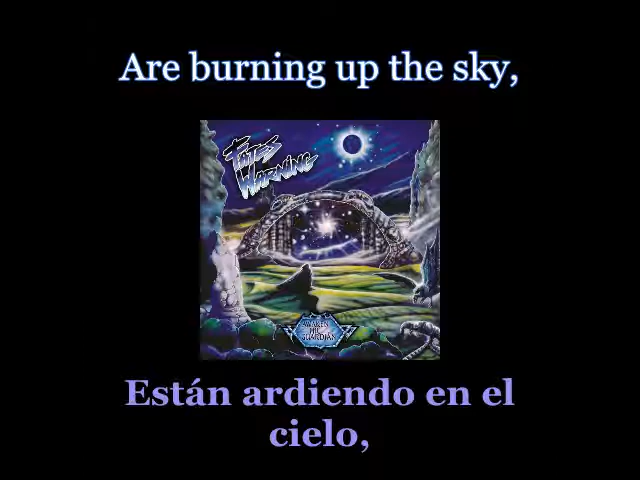 Are burning up the sky,
FATES
WARNING
AWAKEN
THE
GUARDIAN
Están ardiendo en el
cielo,